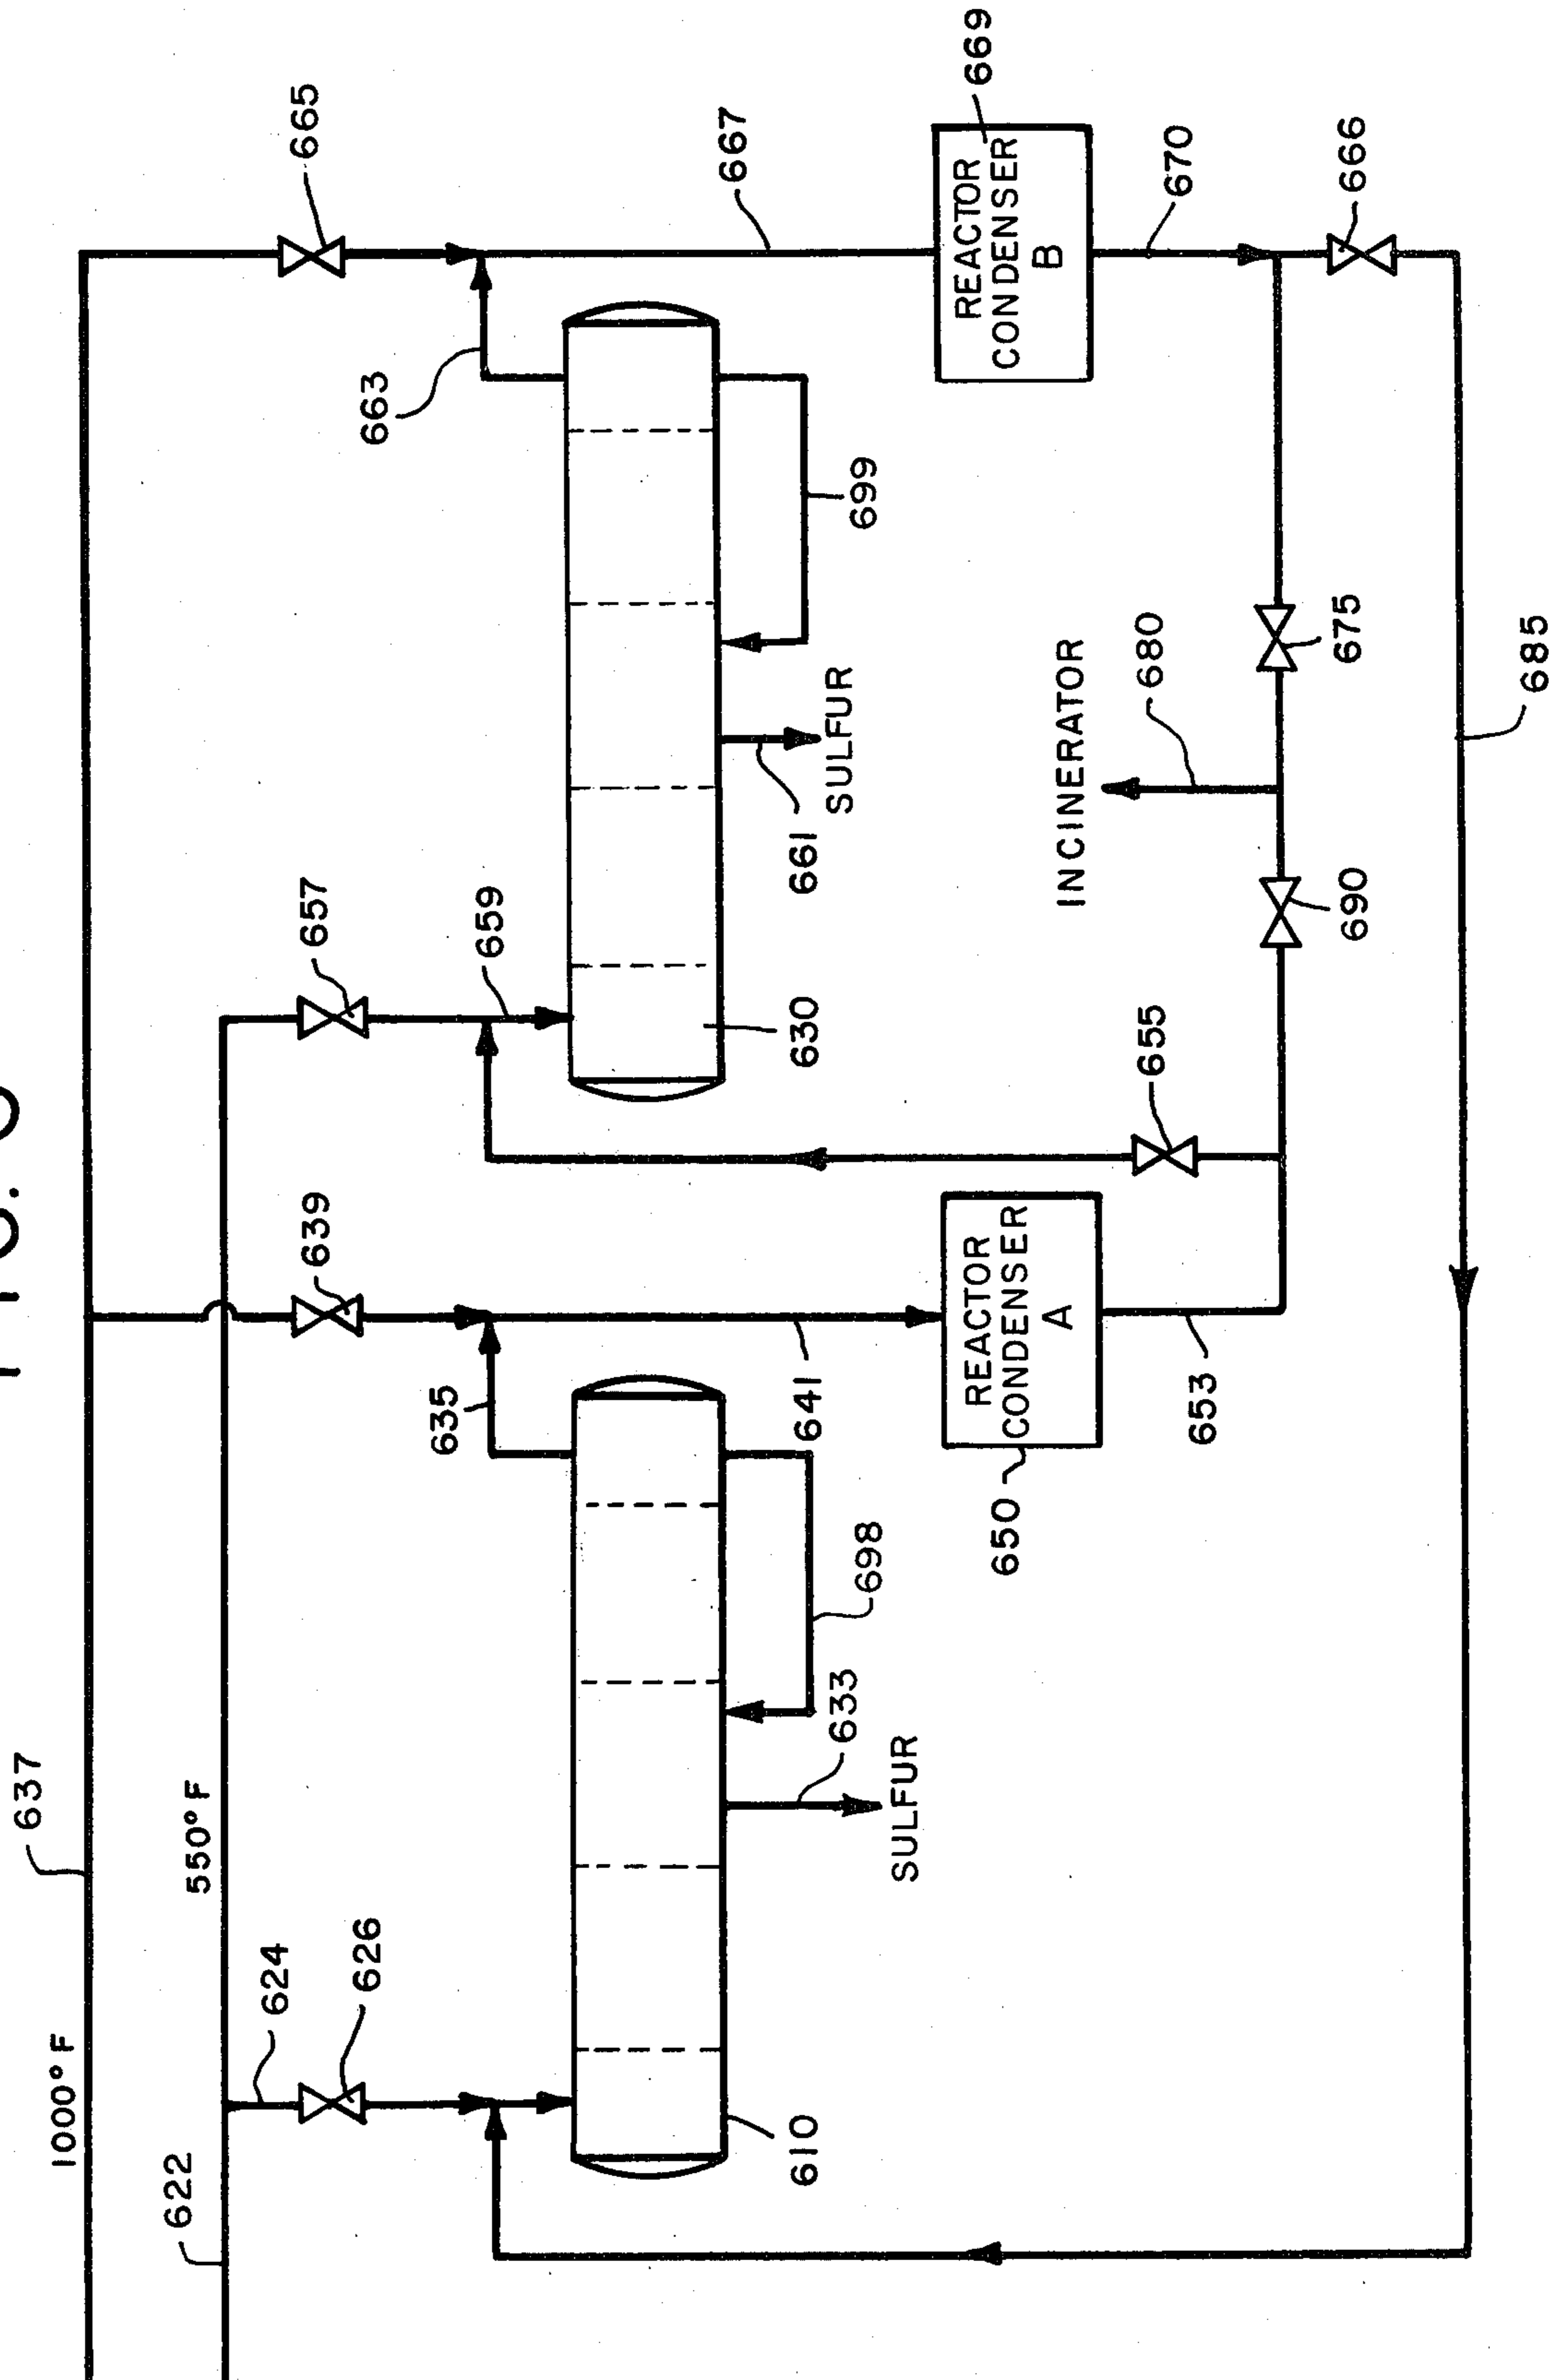 637
1000°F
622
550°F
624
626
639
657
665
635
659
663
610
641
630
667
698
633
SULFUR
699
661
SULFUR
650
REACTOR
CONDENSER
A
653
655
INCINERATOR
680
690
675
REACTOR
CONDENSER
B
669
670
666
685